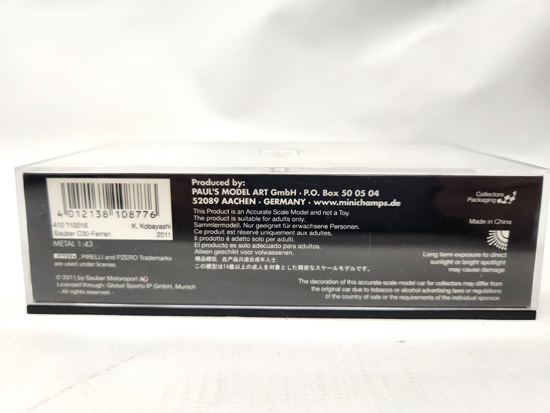 4 012138 108776
410 110016 K. Kobayashi
Sauber C30-Ferrari 2011
METAL 1:43
PIRELLI, PIRELLI and PZERO Trademarks
are used under license.
© 2011 by Sauber Motorsport AG
Licensed through: Global Sports IP GmbH, Munich
- All rights reserved -
Produced by:
PAUL'S MODEL ART GmbH · P.O. Box 50 05 04
52089 AACHEN · GERMANY · www.minichamps.de
This Product is an Accurate Scale Model and not a Toy.
The product is suitable for adults only.
Sammlermodell. Nur für erwachsene Personen.
Ce produit est réservé uniquement aux adultes.
Il prodotto è adatto solo per adulti.
El producto es solo adecuado para adultos.
Alleen geschikt voor volwassenen.
精品模型，此产品只适合成年人士
この模型は14歳以上の成人を対象とした精密なスケールモデルです。
Collectors
Packaging
Made in China
Long term exposure to direct
sunlight or bright spotlight
may cause damage
The decoration of this accurate scale model car for collectors may differ from
the original car due to tobacco or alcohol advertising laws or regulations
of the country of sale or the requirements of the individual sponsor.